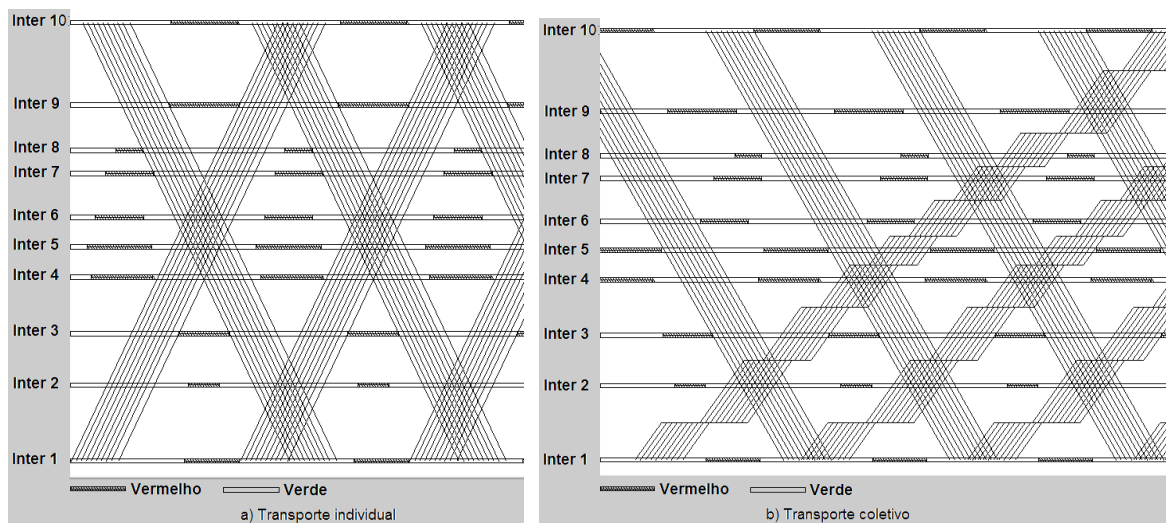 Inter 10
Inter 9
Inter 8
Inter 7
Inter 6
Inter 5
Inter 4
Inter 3
Inter 2
Inter 1
Vermelho Verde
a) Transporte individual
Inter 10
Inter 9
Inter 8
Inter 7
Inter 6
Inter 5
Inter 4
Inter 3
Inter 2
Inter 1
Vermelho Verde
b) Transporte coletivo